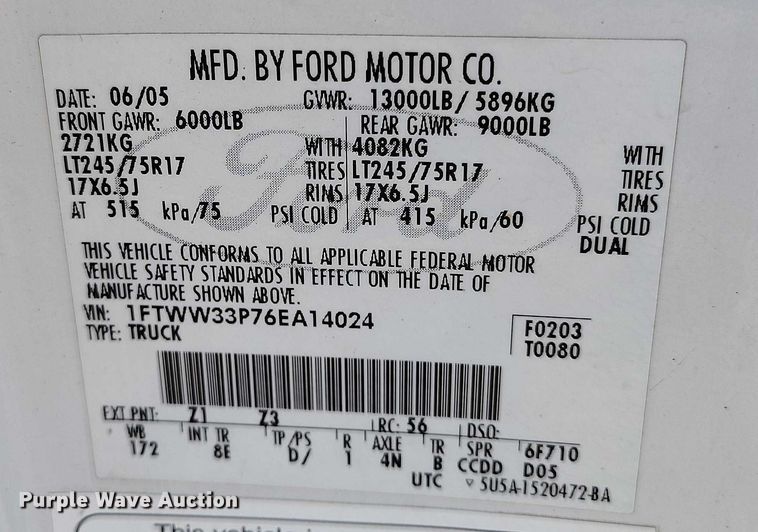 MFD. BY FORD MOTOR CO.
DATE: 06/05 GVWR: 13000LB/ 5896KG
FRONT GAWR: 6000LB REAR GAWR: 9000LB
2721KG WITH 4082KG WITH
LT245/75R17 TIRES LT245/75R17 TIRES
17X6.5J RIMS 17X6.5J RIMS
AT 515 kPa/75 PSI COLD AT 415 kPa/60 PSI COLD
DUAL
THIS VEHICLE CONFORMS TO ALL APPLICABLE FEDERAL MOTOR
VEHICLE SAFETY STANDARDS IN EFFECT ON THE DATE OF
MANUFACTURE SHOWN ABOVE.
VIN: 1FTWW33P76EA14024
TYPE: TRUCK
F0203
T0080
EXT PNT: Z1 Z3 RC: 56 DSO:
WB INT TR TP/PS R AXLE TR SPR 6F710
172 8E D/ 1 4N B CCDD D05
UTC ▽ 5U5A-1520472-BA
Ford
Purple Wave Auction
This vehicle